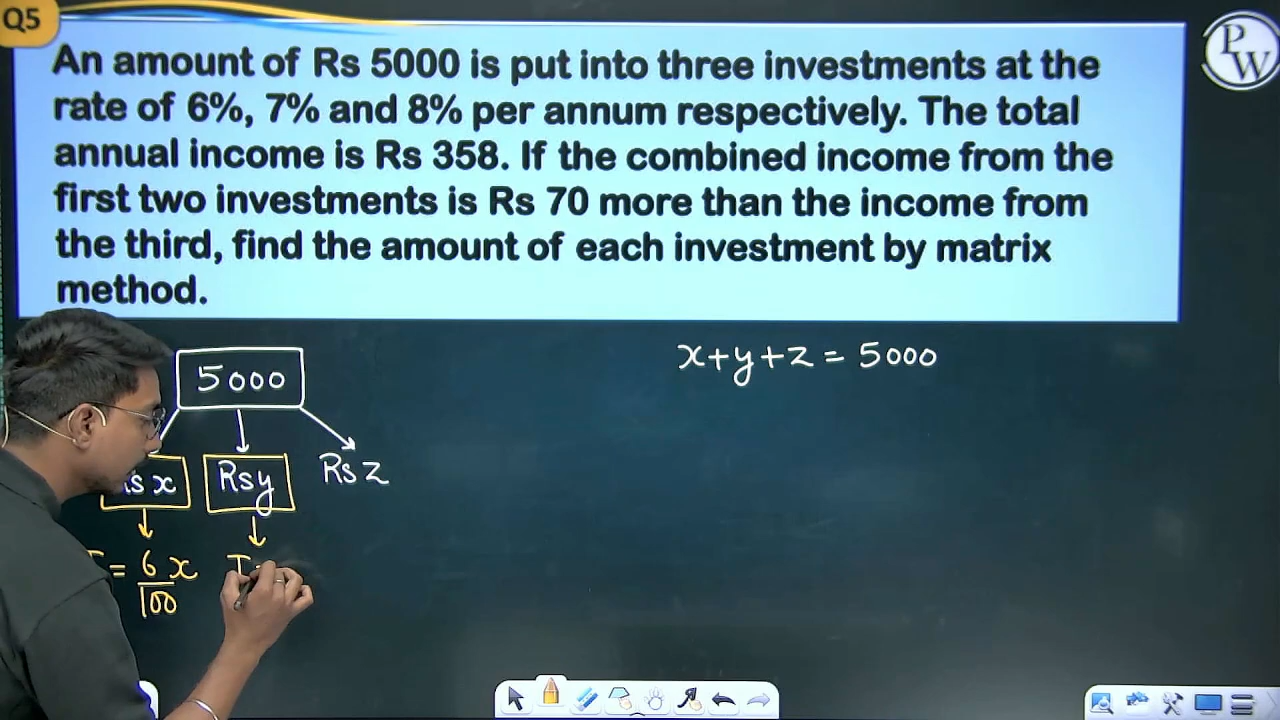 Q5
An amount of Rs 5000 is put into three investments at the
rate of 6%, 7% and 8% per annum respectively. The total
annual income is Rs 358. If the combined income from the
first two investments is Rs 70 more than the income from
the third, find the amount of each investment by matrix
method.
PW
5000
x+y+z = 5000
Rs x
Rs y
Rs z
I = 6x
100
I =